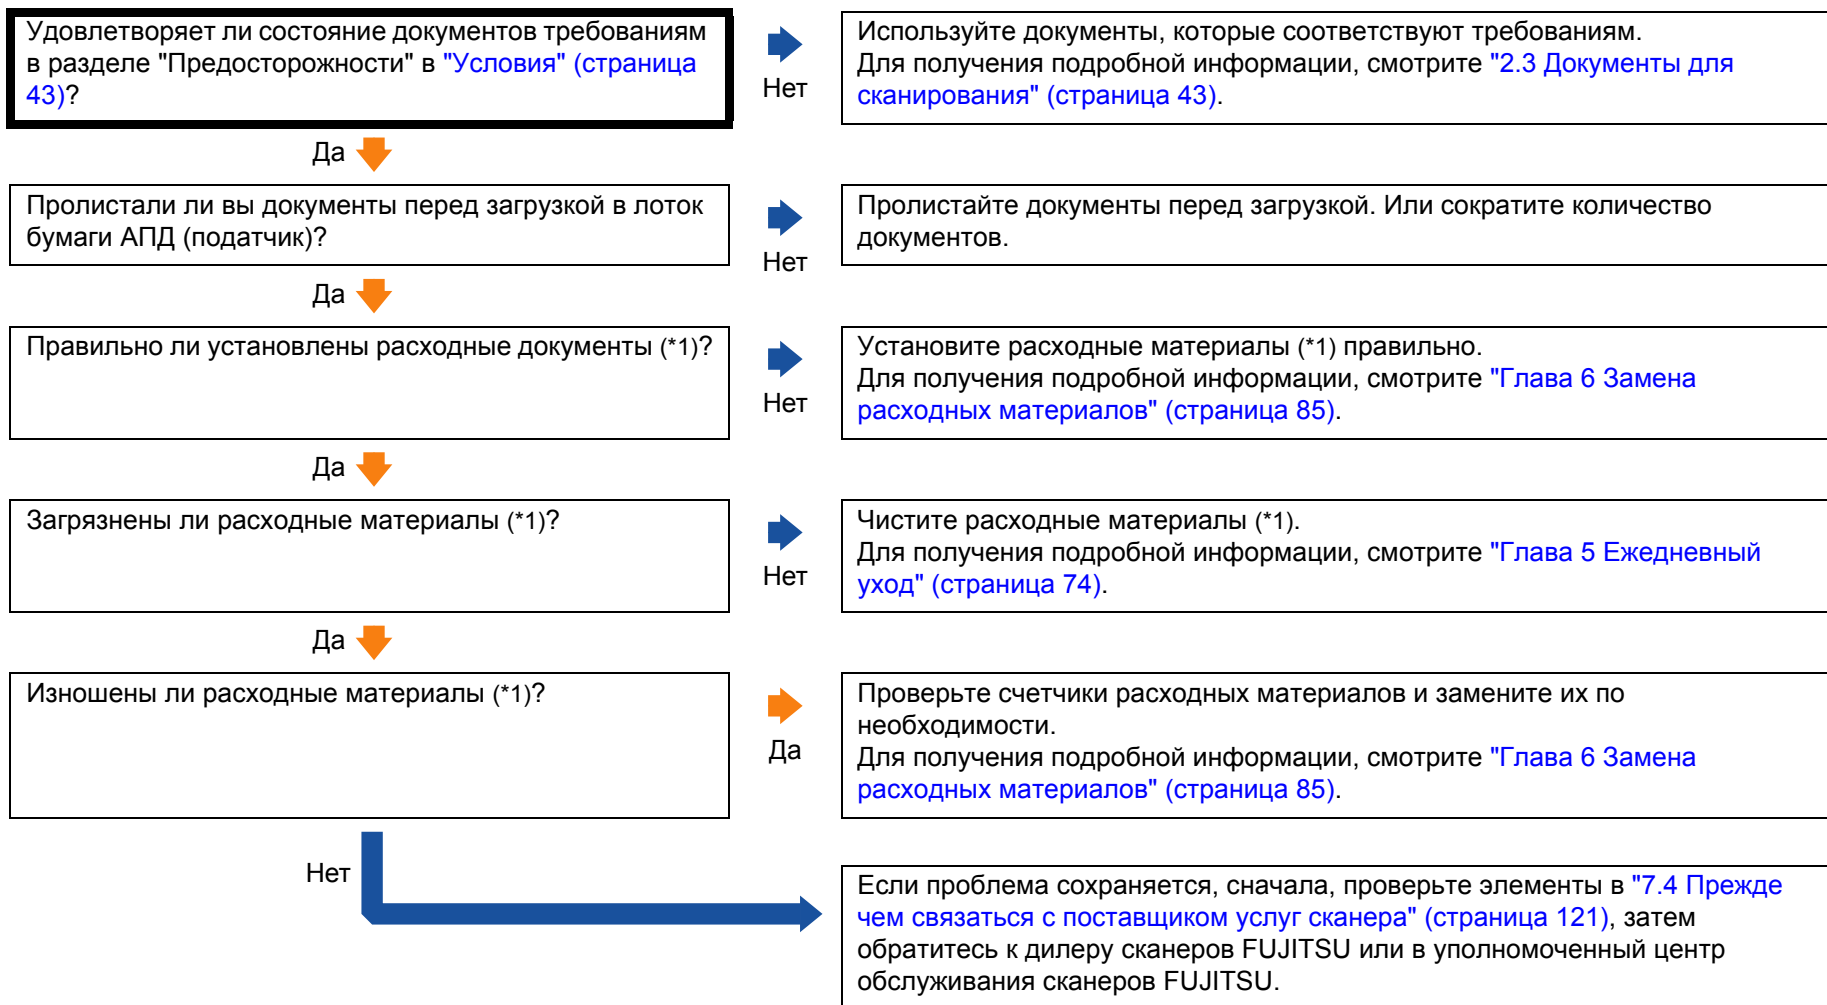 Удовлетворяет ли состояние документов требованиям
в разделе "Предосторожности" в "Условия" (страница
43)?
Нет
Используйте документы, которые соответствуют требованиям.
Для получения подробной информации, смотрите "2.3 Документы для
сканирования" (страница 43).
Да
Пролистали ли вы документы перед загрузкой в лоток
бумаги АПД (податчик)?
Нет
Пролистайте документы перед загрузкой. Или сократите количество
документов.
Да
Правильно ли установлены расходные документы (*1)?
Нет
Установите расходные материалы (*1) правильно.
Для получения подробной информации, смотрите "Глава 6 Замена
расходных материалов" (страница 85).
Да
Загрязнены ли расходные материалы (*1)?
Нет
Чистите расходные материалы (*1).
Для получения подробной информации, смотрите "Глава 5 Ежедневный
уход" (страница 74).
Да
Изношены ли расходные материалы (*1)?
Да
Проверьте счетчики расходных материалов и замените их по
необходимости.
Для получения подробной информации, смотрите "Глава 6 Замена
расходных материалов" (страница 85).
Нет
Если проблема сохраняется, сначала, проверьте элементы в "7.4 Прежде
чем связаться с поставщиком услуг сканера" (страница 121), затем
обратитесь к дилеру сканеров FUJITSU или в уполномоченный центр
обслуживания сканеров FUJITSU.